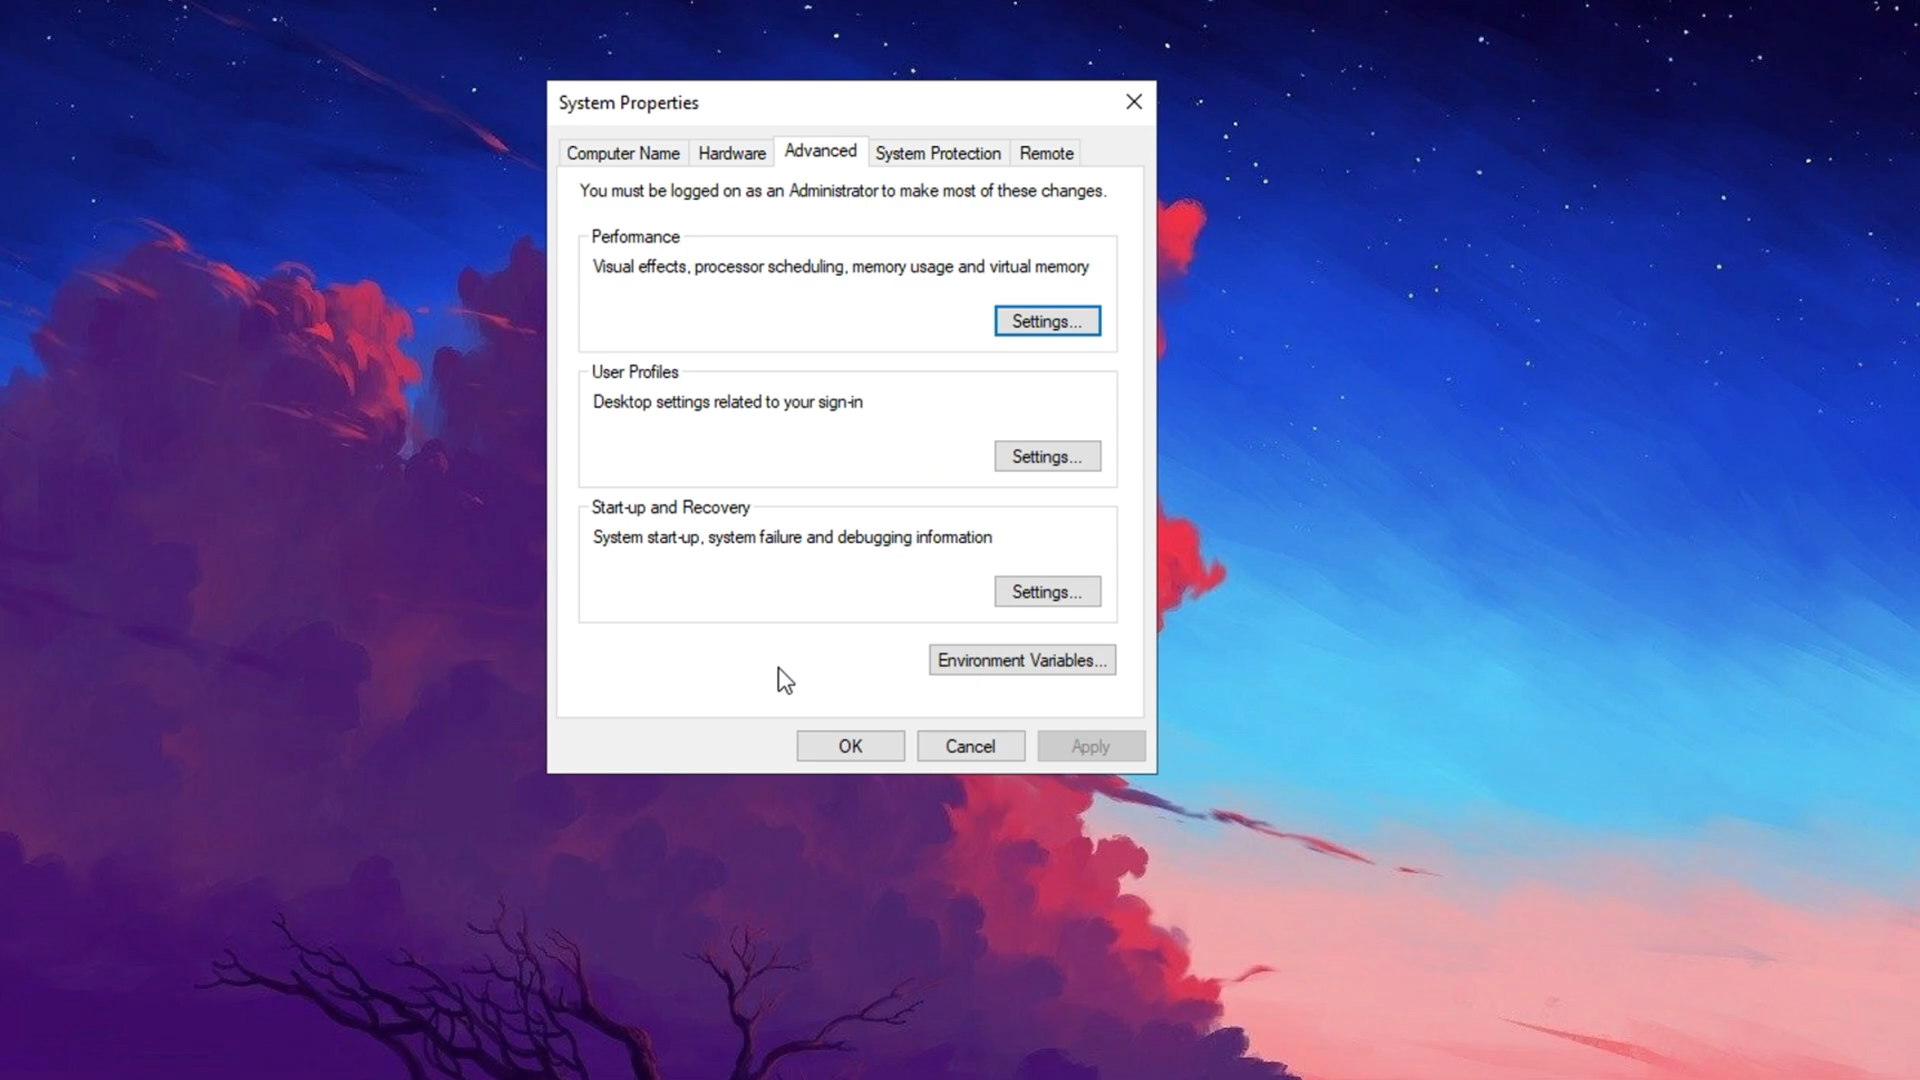 System Properties
Computer Name Hardware Advanced System Protection Remote
You must be logged on as an Administrator to make most of these changes.
Performance
Visual effects, processor scheduling, memory usage and virtual memory
Settings...
User Profiles
Desktop settings related to your sign-in
Settings...
Start-up and Recovery
System start-up, system failure and debugging information
Settings...
Environment Variables...
OK Cancel Apply